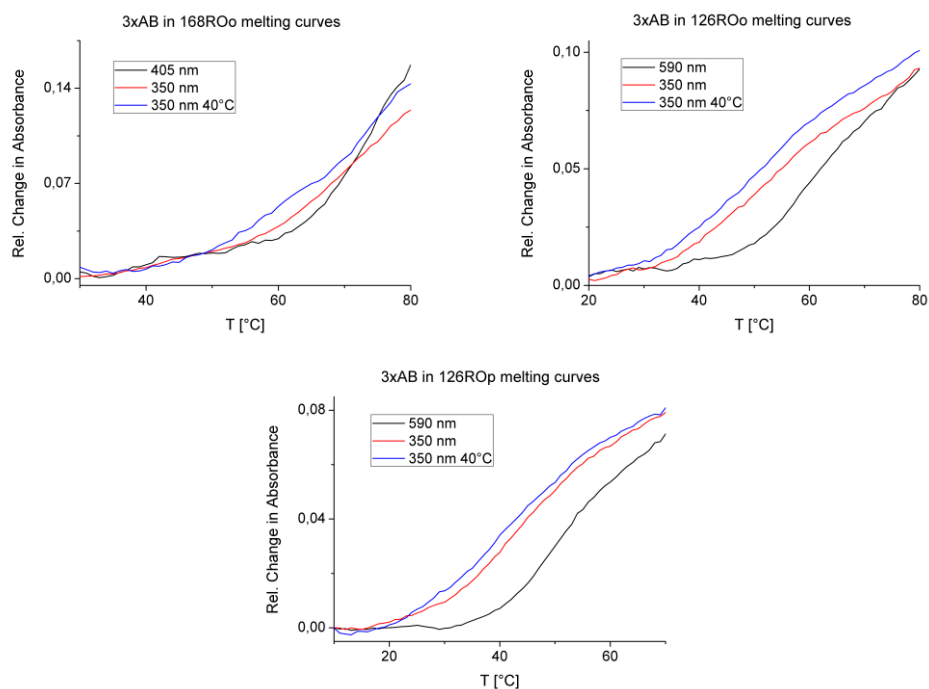 3xAB in 168ROo melting curves
405 nm
350 nm
350 nm 40°C
0,14
0,07
0,00
Rel. Change in Absorbance
40
60
80
T [°C]
3xAB in 126ROo melting curves
590 nm
350 nm
350 nm 40°C
0,10
0,05
0,00
Rel. Change in Absorbance
20
40
60
80
T [°C]
3xAB in 126ROp melting curves
590 nm
350 nm
350 nm 40°C
0,08
0,04
0,00
Rel. Change in Absorbance
20
40
60
T [°C]